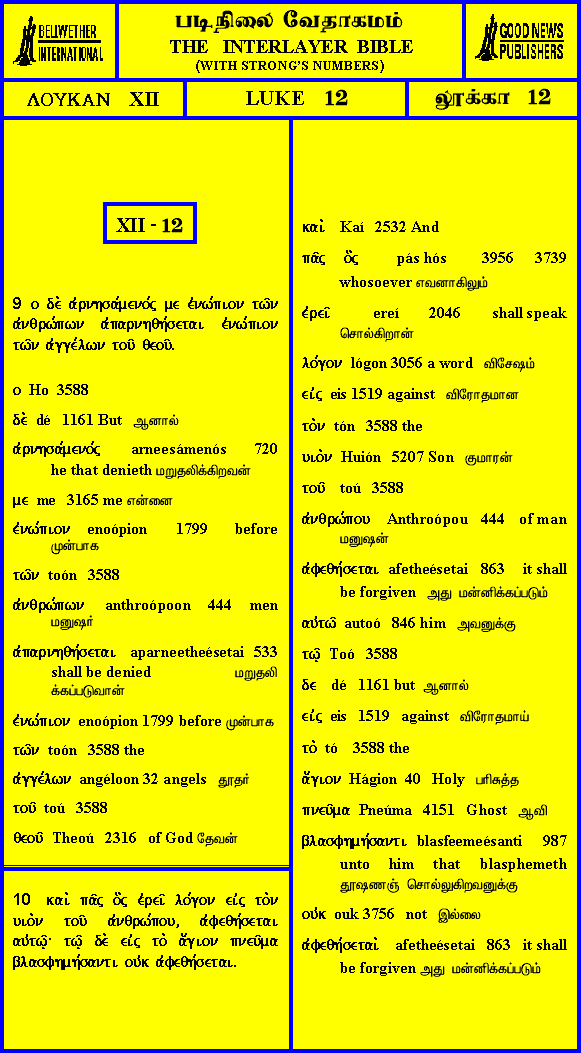 BELLWETHER
INTERNATIONAL
படிநிலை வேதாகமம்
THE INTERLAYER BIBLE
(WITH STRONG'S NUMBERS)
GOOD NEWS
PUBLISHERS
ΛΟΥΚΑΝ XII
LUKE 12
லூக்கா 12
XII - 12
9 ο δὲ ἀρνησάμενός με ἐνώπιον τῶν
ἀνθρώπων ἀπαρνηθήσεται ἐνώπιον
τῶν ἀγγέλων τοῦ θεοῦ.
ο Ho 3588
δὲ dé 1161 But ஆனால்
ἀρνησάμενός arneesámenós 720
he that denieth மறுதலிக்கிறவன்
με me 3165 me என்னை
ἐνώπιον enoópion 1799 before
முன்பாக
τῶν toón 3588
ἀνθρώπων anthroópoon 444 men
மனுஷர்
ἀπαρνηθήσεται aparneetheésetai 533
shall be denied மறுதலி
க்கப்படுவான்
ἐνώπιον enoópion 1799 before முன்பாக
τῶν toón 3588 the
ἀγγέλων angéloon 32 angels தூதர்
τοῦ toú 3588
θεοῦ Theoú 2316 of God தேவன்
10 καὶ πᾶς ὃς ἐρεῖ λόγον εἰς τὸν
υιὸν τοῦ ἀνθρώπου, ἀφεθήσεται
αὐτῷ· τῷ δὲ εἰς τὸ ἅγιον πνεῦμα
βλασφημήσαντι οὐκ ἀφεθήσεται.
καὶ Kaí 2532 And
πᾶς ὃς pás hós 3956 3739
whosoever எவனாகிலும்
ἐρεῖ ereí 2046 shall speak
சொல்கிறான்
λόγον lógon 3056 a word விசேஷம்
εἰς eis 1519 against விரோதமான
τὸν tón 3588 the
υιὸν Huión 5207 Son குமாரன்
τοῦ toú 3588
ἀνθρώπου Anthroópou 444 of man
மனுஷன்
ἀφεθήσεται afetheésetai 863 it shall
be forgiven அது மன்னிக்கப்படும்
αὐτῶ autoó 846 him அவனுக்கு
τῷ Toó 3588
δε dé 1161 but ஆனால்
εἰς eis 1519 against விரோதமாய்
τὸ tó 3588 the
ἅγιον Hágion 40 Holy பரிசுத்த
πνεῦμα Pneúma 4151 Ghost ஆவி
βλασφημήσαντι blasfeemeésanti 987
unto him that blasphemeth
தூஷணஞ் சொல்லுகிறவனுக்கு
οὐκ ouk 3756 not இல்லை
ἀφεθήσεταὶ afetheésetai 863 it shall
be forgiven அது மன்னிக்கப்படும்